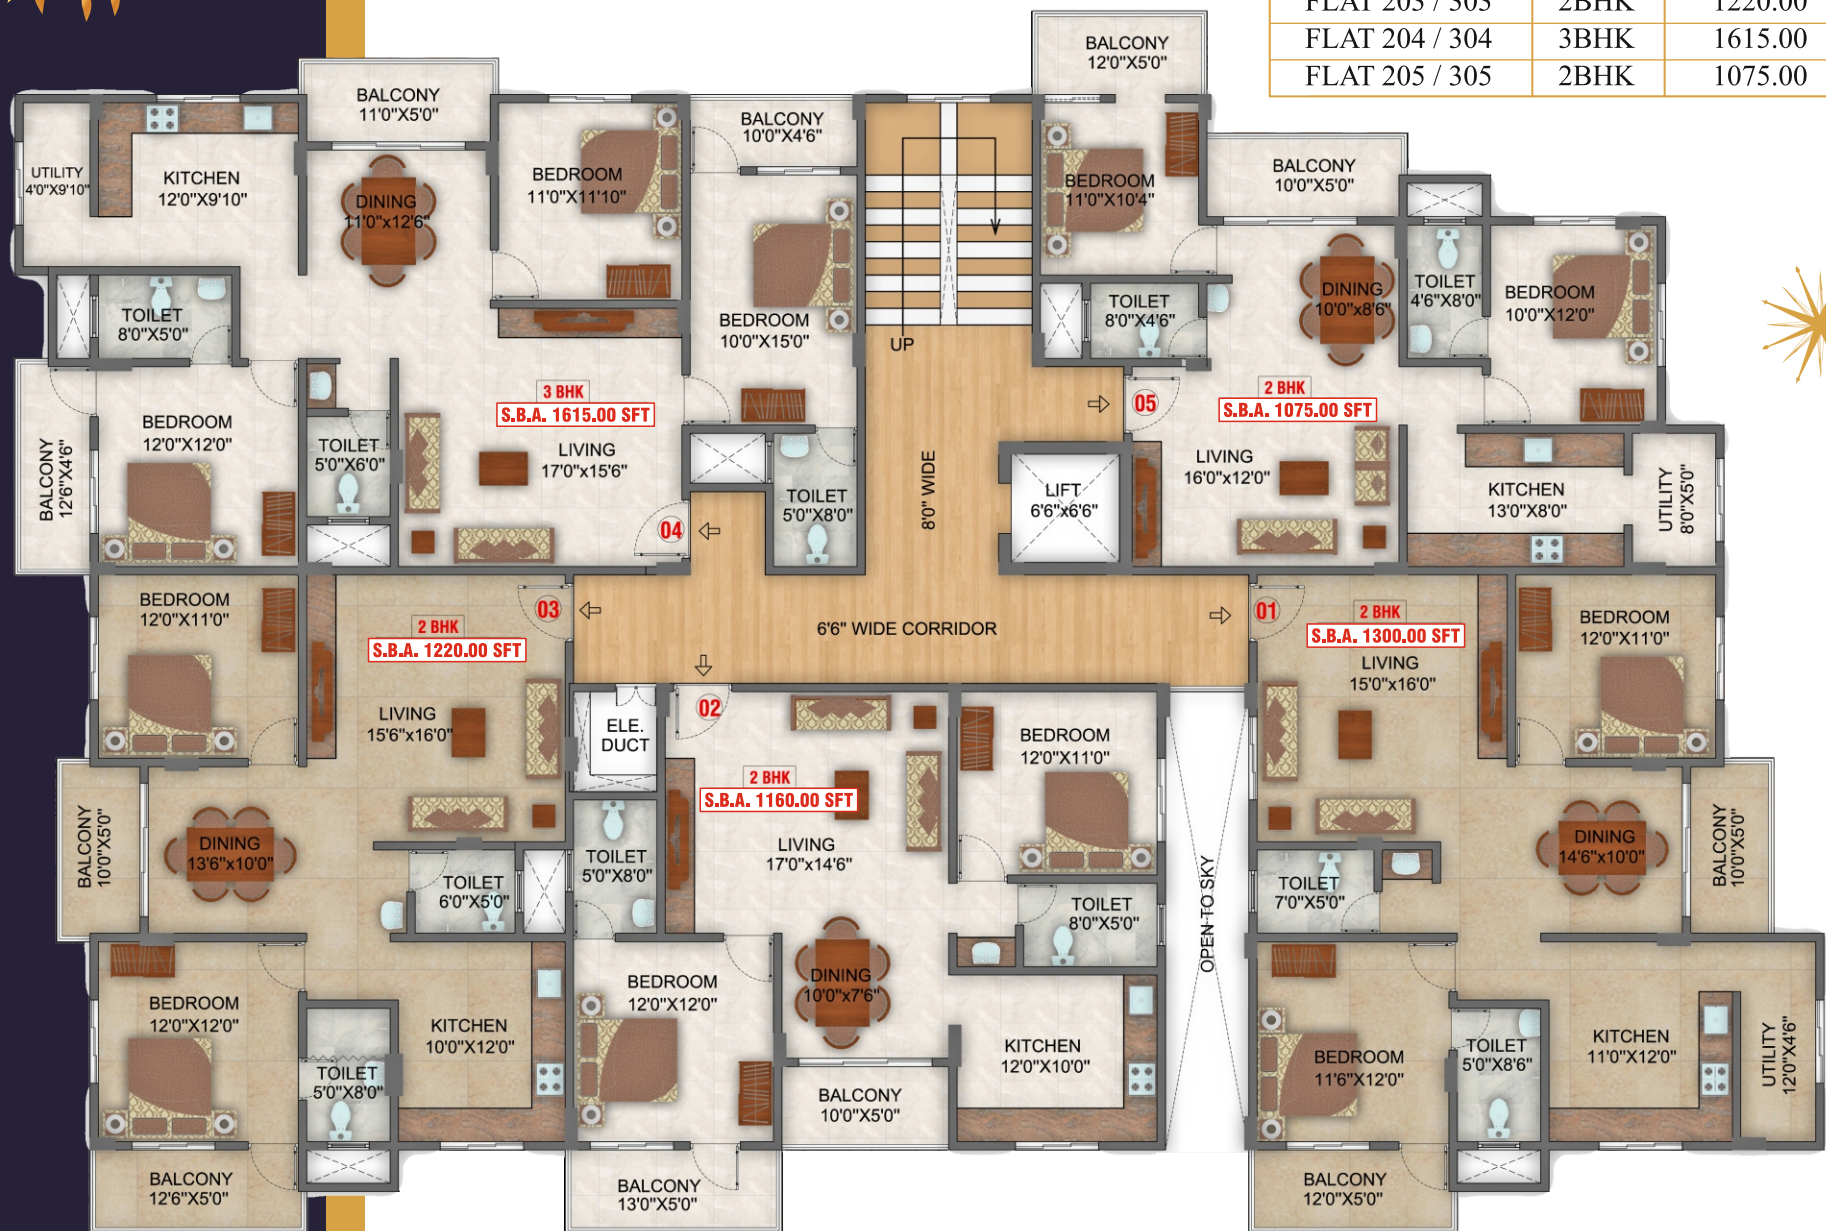 FLAT 203 / 303 2BHK 1220.00
FLAT 204 / 304 3BHK 1615.00
FLAT 205 / 305 2BHK 1075.00
BALCONY
12'0"X5'0"
BALCONY
11'0"X5'0"
BALCONY
10'0"X4'6"
UTILITY
4'0"X9'10"
KITCHEN
12'0"X9'10"
DINING
11'0"x12'6"
BEDROOM
11'0"X11'10"
BEDROOM
11'0"X10'4"
BALCONY
10'0"X5'0"
TOILET
8'0"X5'0"
BEDROOM
10'0"X15'0"
UP
TOILET
8'0"X4'6"
DINING
10'0"x8'6"
TOILET
4'6"X8'0"
BEDROOM
10'0"X12'0"
3 BHK
S.B.A. 1615.00 SFT
05
2 BHK
S.B.A. 1075.00 SFT
BALCONY
12'6"X4'6"
BEDROOM
12'0"X12'0"
TOILET
5'0"X6'0"
LIVING
17'0"x15'6"
04
TOILET
5'0"X8'0"
8'0" WIDE
LIFT
6'6"x6'6"
LIVING
16'0"x12'0"
KITCHEN
13'0"X8'0"
UTILITY
8'0"X5'0"
BEDROOM
12'0"X11'0"
03
2 BHK
S.B.A. 1220.00 SFT
6'6" WIDE CORRIDOR
01
2 BHK
S.B.A. 1300.00 SFT
BEDROOM
12'0"X11'0"
LIVING
15'6"x16'0"
ELE.
DUCT
02
LIVING
15'0"x16'0"
BEDROOM
12'0"X11'0"
2 BHK
S.B.A. 1160.00 SFT
BALCONY
10'0"X5'0"
DINING
13'6"x10'0"
TOILET
6'0"X5'0"
TOILET
5'0"X8'0"
LIVING
17'0"x14'6"
TOILET
8'0"X5'0"
OPEN TO SKY
TOILET
7'0"X5'0"
DINING
14'6"x10'0"
BALCONY
10'0"X5'0"
BEDROOM
12'0"X12'0"
TOILET
5'0"X8'0"
KITCHEN
10'0"X12'0"
BEDROOM
12'0"X12'0"
DINING
10'0"x7'6"
KITCHEN
12'0"X10'0"
BEDROOM
11'6"X12'0"
TOILET
5'0"X8'6"
KITCHEN
11'0"X12'0"
UTILITY
12'0"X4'6"
BALCONY
10'0"X5'0"
BALCONY
12'6"X5'0"
BALCONY
13'0"X5'0"
BALCONY
12'0"X5'0"